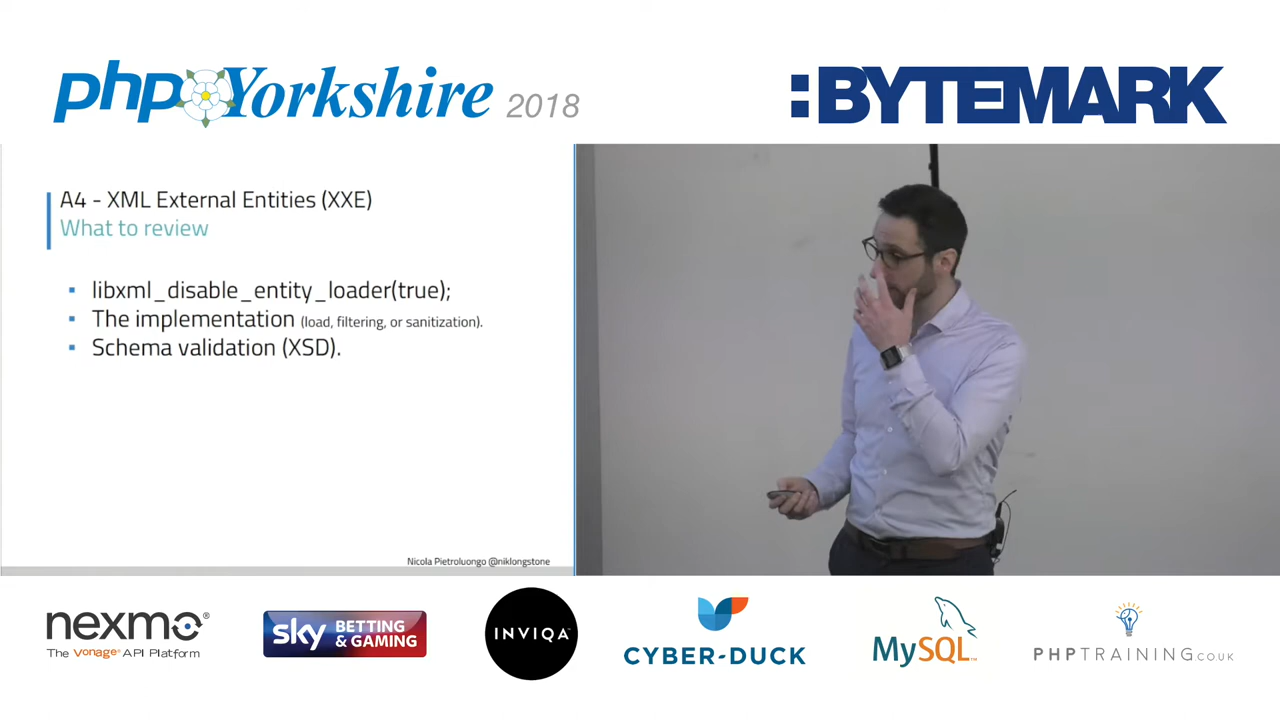 php Yorkshire 2018
:BYTEMARK
A4 - XML External Entities (XXE)
What to review
▪ libxml_disable_entity_loader(true);
▪ The implementation (load, filtering, or sanitization).
▪ Schema validation (XSD).
Nicola Pietroluongo @niklongstone
nexmo®
The Vonage® API Platform
sky BETTING
& GAMING
INVIQA™
CYBER-DUCK
MySQL™
PHPTRAINING.CO.UK